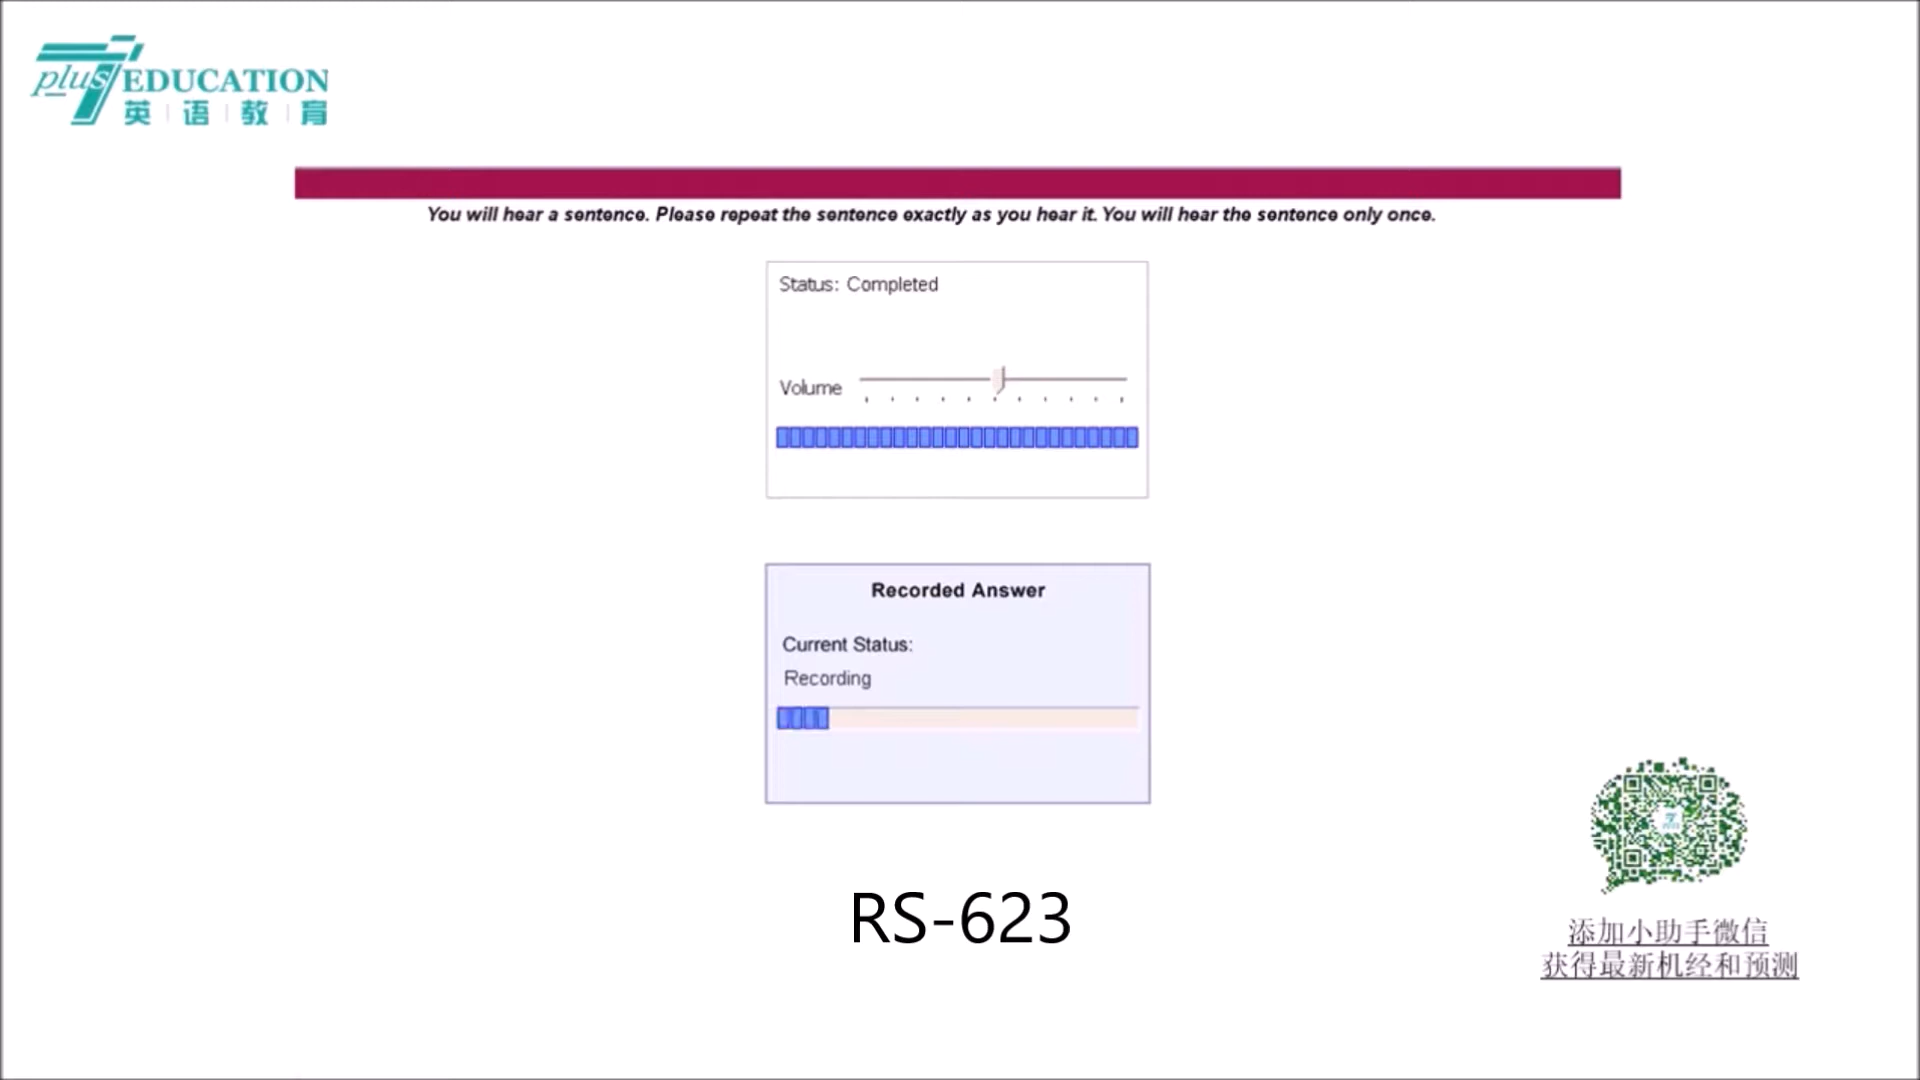 plus 7 EDUCATION
英语教育
You will hear a sentence. Please repeat the sentence exactly as you hear it. You will hear the sentence only once.
Status: Completed
Volume
Recorded Answer
Current Status:
Recording
RS-623
添加小助手微信
获得最新机经和预测